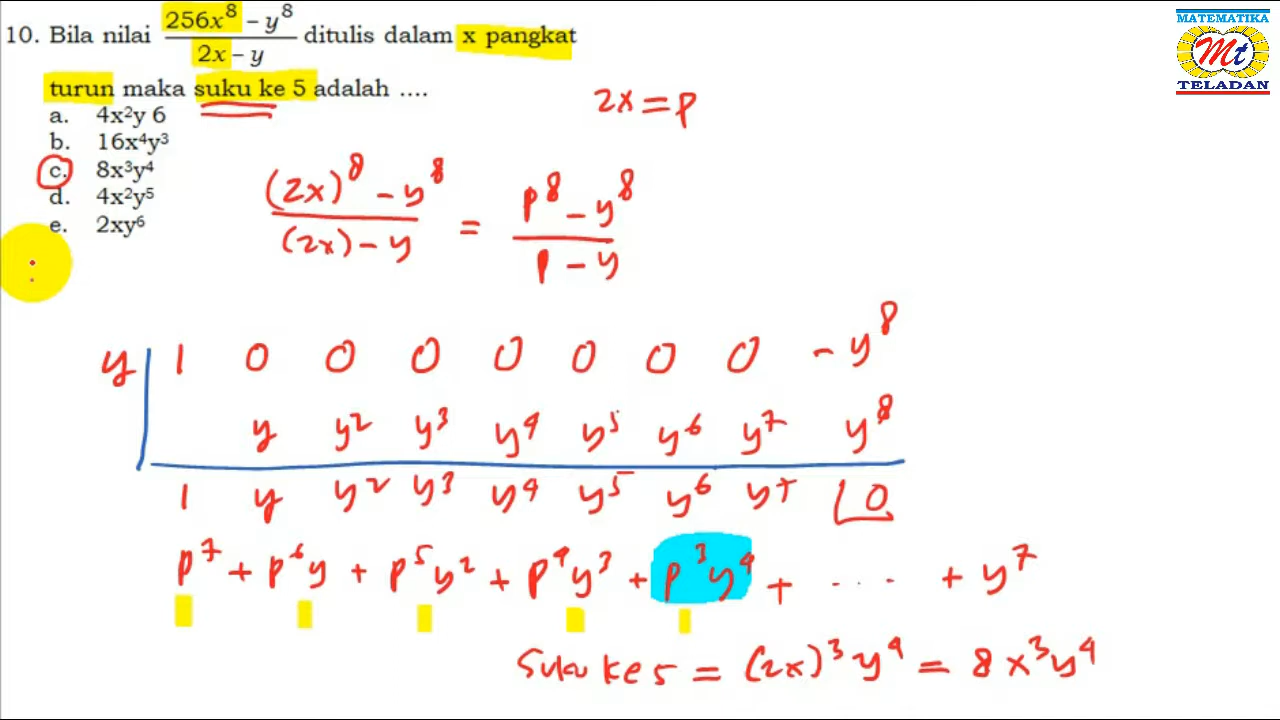 MATEMATIKA
Mt
TELADAN
10. Bila nilai 256x⁸ – y⁸ / 2x – y ditulis dalam x pangkat
turun maka suku ke 5 adalah ....
a. 4x²y 6
b. 16x⁴y³
c. 8x³y⁴
d. 4x²y⁵
e. 2xy⁶
2x = p
(2x)⁸ - y⁸ / (2x) - y = p⁸ - y⁸ / p - y
y | 1 0 0 0 0 0 0 0 - y⁸
y y² y³ y⁴ y⁵ y⁶ y⁷ y⁸
1 y y² y³ y⁴ y⁵ y⁶ y⁷ 0
p⁷ + p⁶y + p⁵y² + p⁴y³ + p³y⁴ + .... + y⁷
Suku ke 5 = (2x)³ y⁴ = 8x³y⁴